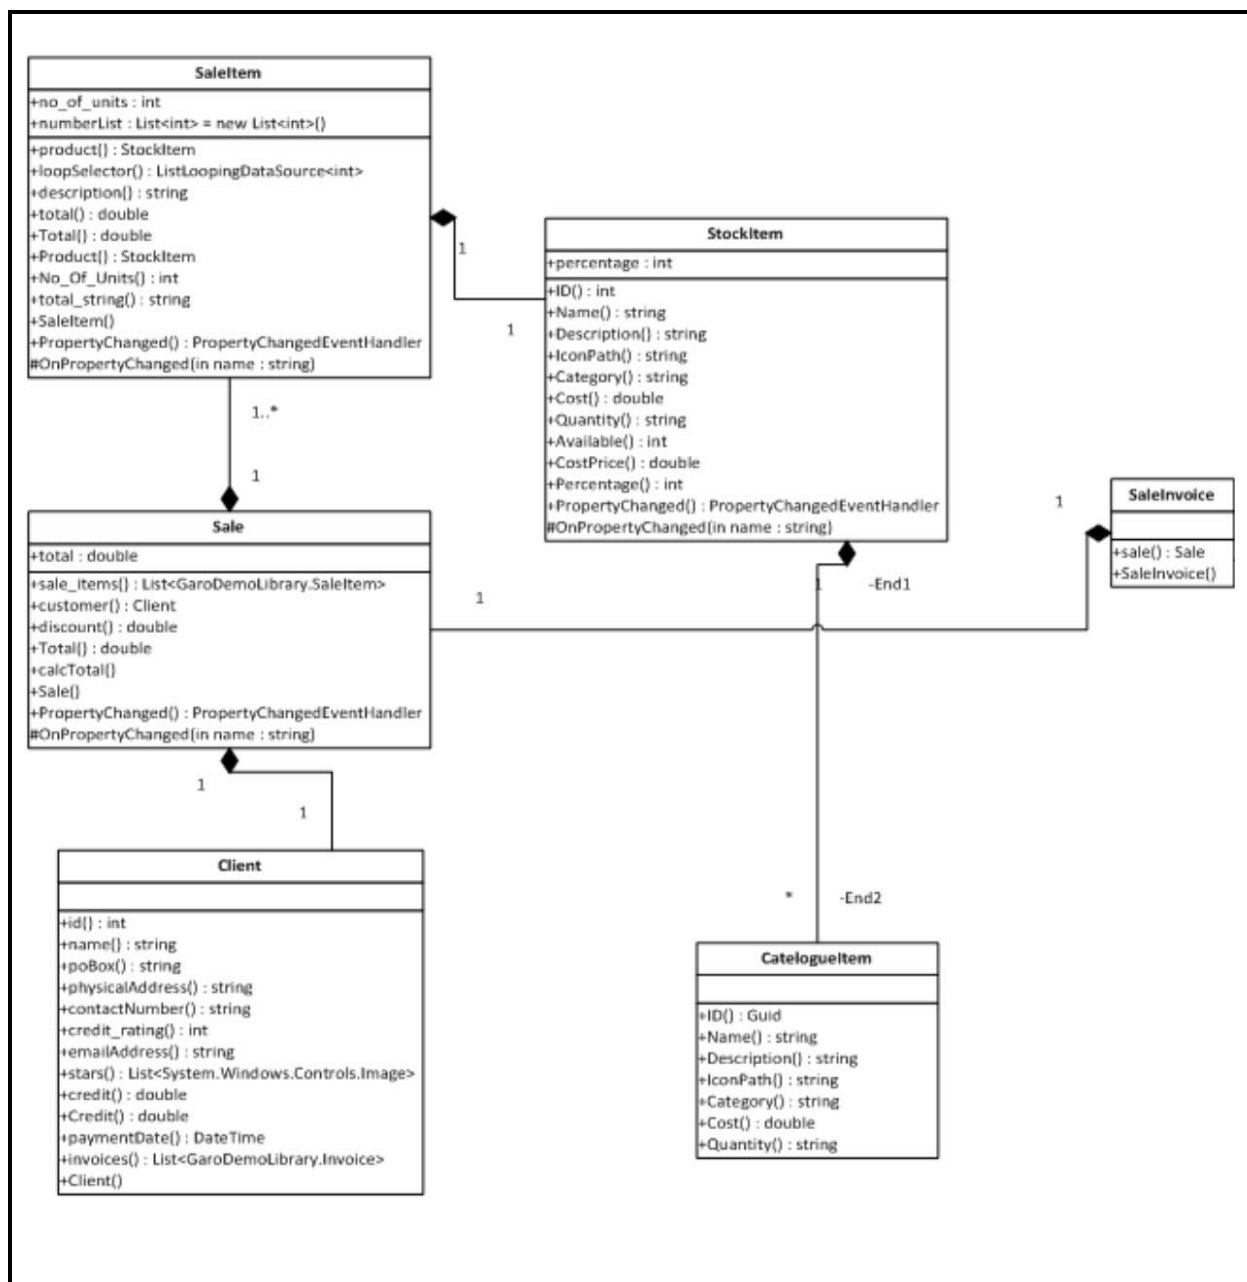 SaleItem
+no_of_units : int
+numberList : List<int> = new List<int>()
+product() : StockItem
+loopSelector() : ListLoopingDataSource<int>
+description() : string
+total() : double
+Total() : double
+Product() : StockItem
+No_Of_Units() : int
+total_string() : string
+SaleItem()
+PropertyChanged() : PropertyChangedEventHandler
#OnPropertyChanged(in name : string)
1
1
StockItem
+percentage : int
+ID() : int
+Name() : string
+Description() : string
+IconPath() : string
+Category() : string
+Cost() : double
+Quantity() : string
+Available() : int
+CostPrice() : double
+Percentage() : int
+PropertyChanged() : PropertyChangedEventHandler
#OnPropertyChanged(in name : string)
1..*
1
Sale
+total : double
+sale_items() : List<GaroDemoLibrary.SaleItem>
+customer() : Client
+discount() : double
+Total() : double
+calcTotal()
+Sale()
+PropertyChanged() : PropertyChangedEventHandler
#OnPropertyChanged(in name : string)
1
1
SaleInvoice
+sale() : Sale
+SaleInvoice()
1
-End1
*
-End2
1
1
Client
+id() : int
+name() : string
+poBox() : string
+physicalAddress() : string
+contactNumber() : string
+credit_rating() : int
+emailAddress() : string
+stars() : List<System.Windows.Controls.Image>
+credit() : double
+Credit() : double
+paymentDate() : DateTime
+invoices() : List<GaroDemoLibrary.Invoice>
+Client()
CatelogueItem
+ID() : Guid
+Name() : string
+Description() : string
+IconPath() : string
+Category() : string
+Cost() : double
+Quantity() : string